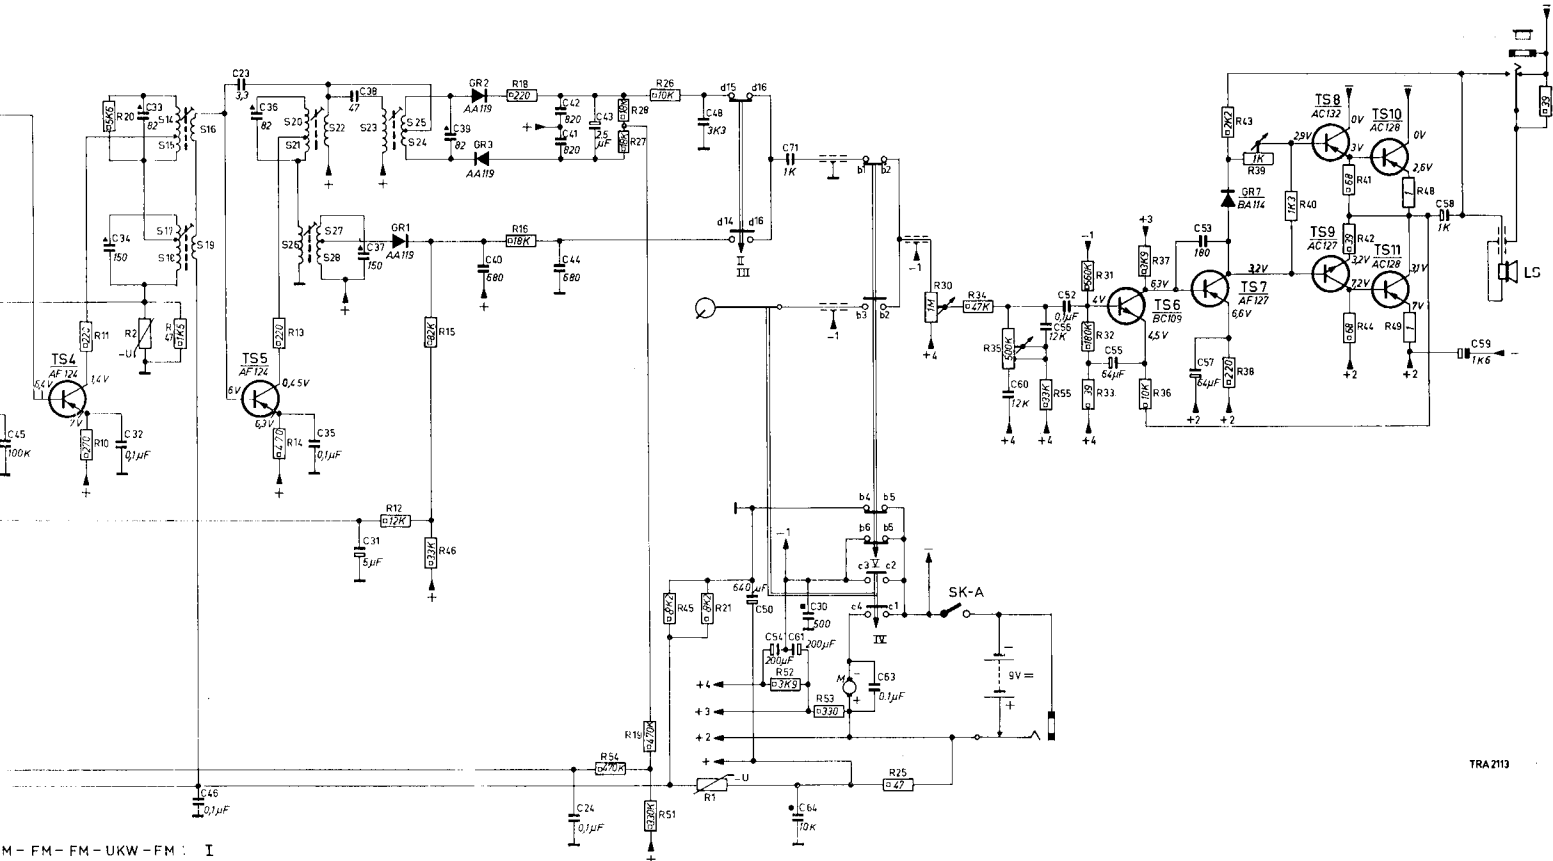 C23
3,3
R20
5K6
C33
82
S14
S15
S16
C36
82
S20
S21
S22
C38
47
S23
S25
S24
C39
82
GR2
AA119
GR3
AA119
R18
220
C42
820
C41
820
+
C43
2,5
µF
R28
18K
R27
18K
R26
10K
C48
3K3
d15
d16
C71
1K
b1
b2
d14
d16
II
III
C34
150
S17
S18
S19
S26
S27
S28
C37
150
GR1
AA119
C40
680
R16
18K
C44
680
b3
b2
-1
-1
R30
1M
+4
R34
47K
R35
500K
C60
12K
+4
C56
12K
R55
33K
+4
C52
0,1µF
-1
R31
560K
R32
180K
R33
39
+4
C55
64µF
4V
+3
R37
3K9
6,3V
TS6
BC109
4,5V
R36
10K
C53
180
TS7
AF127
3,2V
6,6V
C57
64µF
+2
R38
220
+2
R43
2K2
R39
1K
GR7
BA114
2,9V
R40
1K3
TS8
AC132
0V
3V
TS10
AC128
0V
2,6V
R41
68
R48
1
R42
39
TS9
AC127
3,2V
7,2V
TS11
AC128
3,1V
7V
R44
68
+2
R49
1
+2
C58
1K
C59
1K6
-
39
LS
R11
220
R2
-U
1K5
TS4
AF124
6,4V
1,4V
7V
R10
270
+
C32
0,1µF
C45
100K
R13
220
TS5
AF124
6V
0,45V
6,3V
R14
470
+
C35
0,1µF
R15
82K
R12
12K
C31
5µF
R46
33K
+
b4
b5
b6
b5
V
c3
c2
c4
c1
IV
-1
R45
8K2
R21
8K2
640µF
C50
C30
500
C54
200µF
C61
200µF
R52
3K9
+4
R53
330
+3
+2
+
M
-
+
C63
0.1µF
SK-A
9V=
-
+
R19
470K
R54
470K
R51
330K
+
R1
-U
R25
47
C64
10K
C24
0,1µF
C46
0,1µF
TRA 2113
M-FM-FM-UKW-FM : I